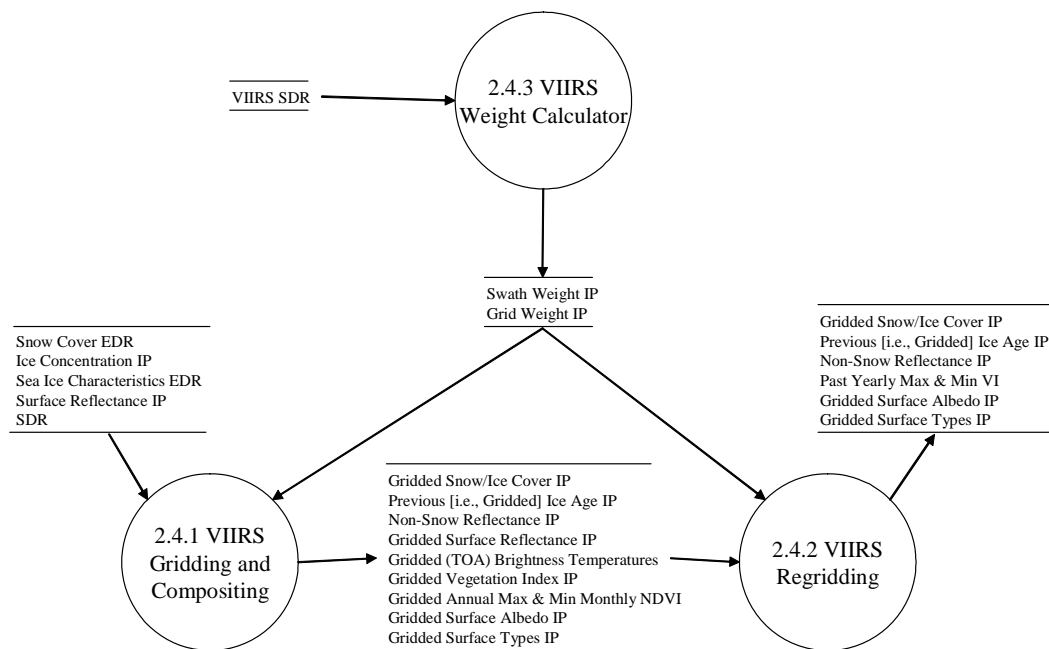 2.4.3 VIIRS
Weight Calculator
VIIRS SDR
Swath Weight IP
Grid Weight IP
Snow Cover EDR
Ice Concentration IP
Sea Ice Characteristics EDR
Surface Reflectance IP
SDR
Gridded Snow/Ice Cover IP
Previous [i.e., Gridded] Ice Age IP
Non-Snow Reflectance IP
Past Yearly Max & Min VI
Gridded Surface Albedo IP
Gridded Surface Types IP
2.4.1 VIIRS
Gridding and
Compositing
Gridded Snow/Ice Cover IP
Previous [i.e., Gridded] Ice Age IP
Non-Snow Reflectance IP
Gridded Surface Reflectance IP
Gridded (TOA) Brightness Temperatures
Gridded Vegetation Index IP
Gridded Annual Max & Min Monthly NDVI
Gridded Surface Albedo IP
Gridded Surface Types IP
2.4.2 VIIRS
Regridding